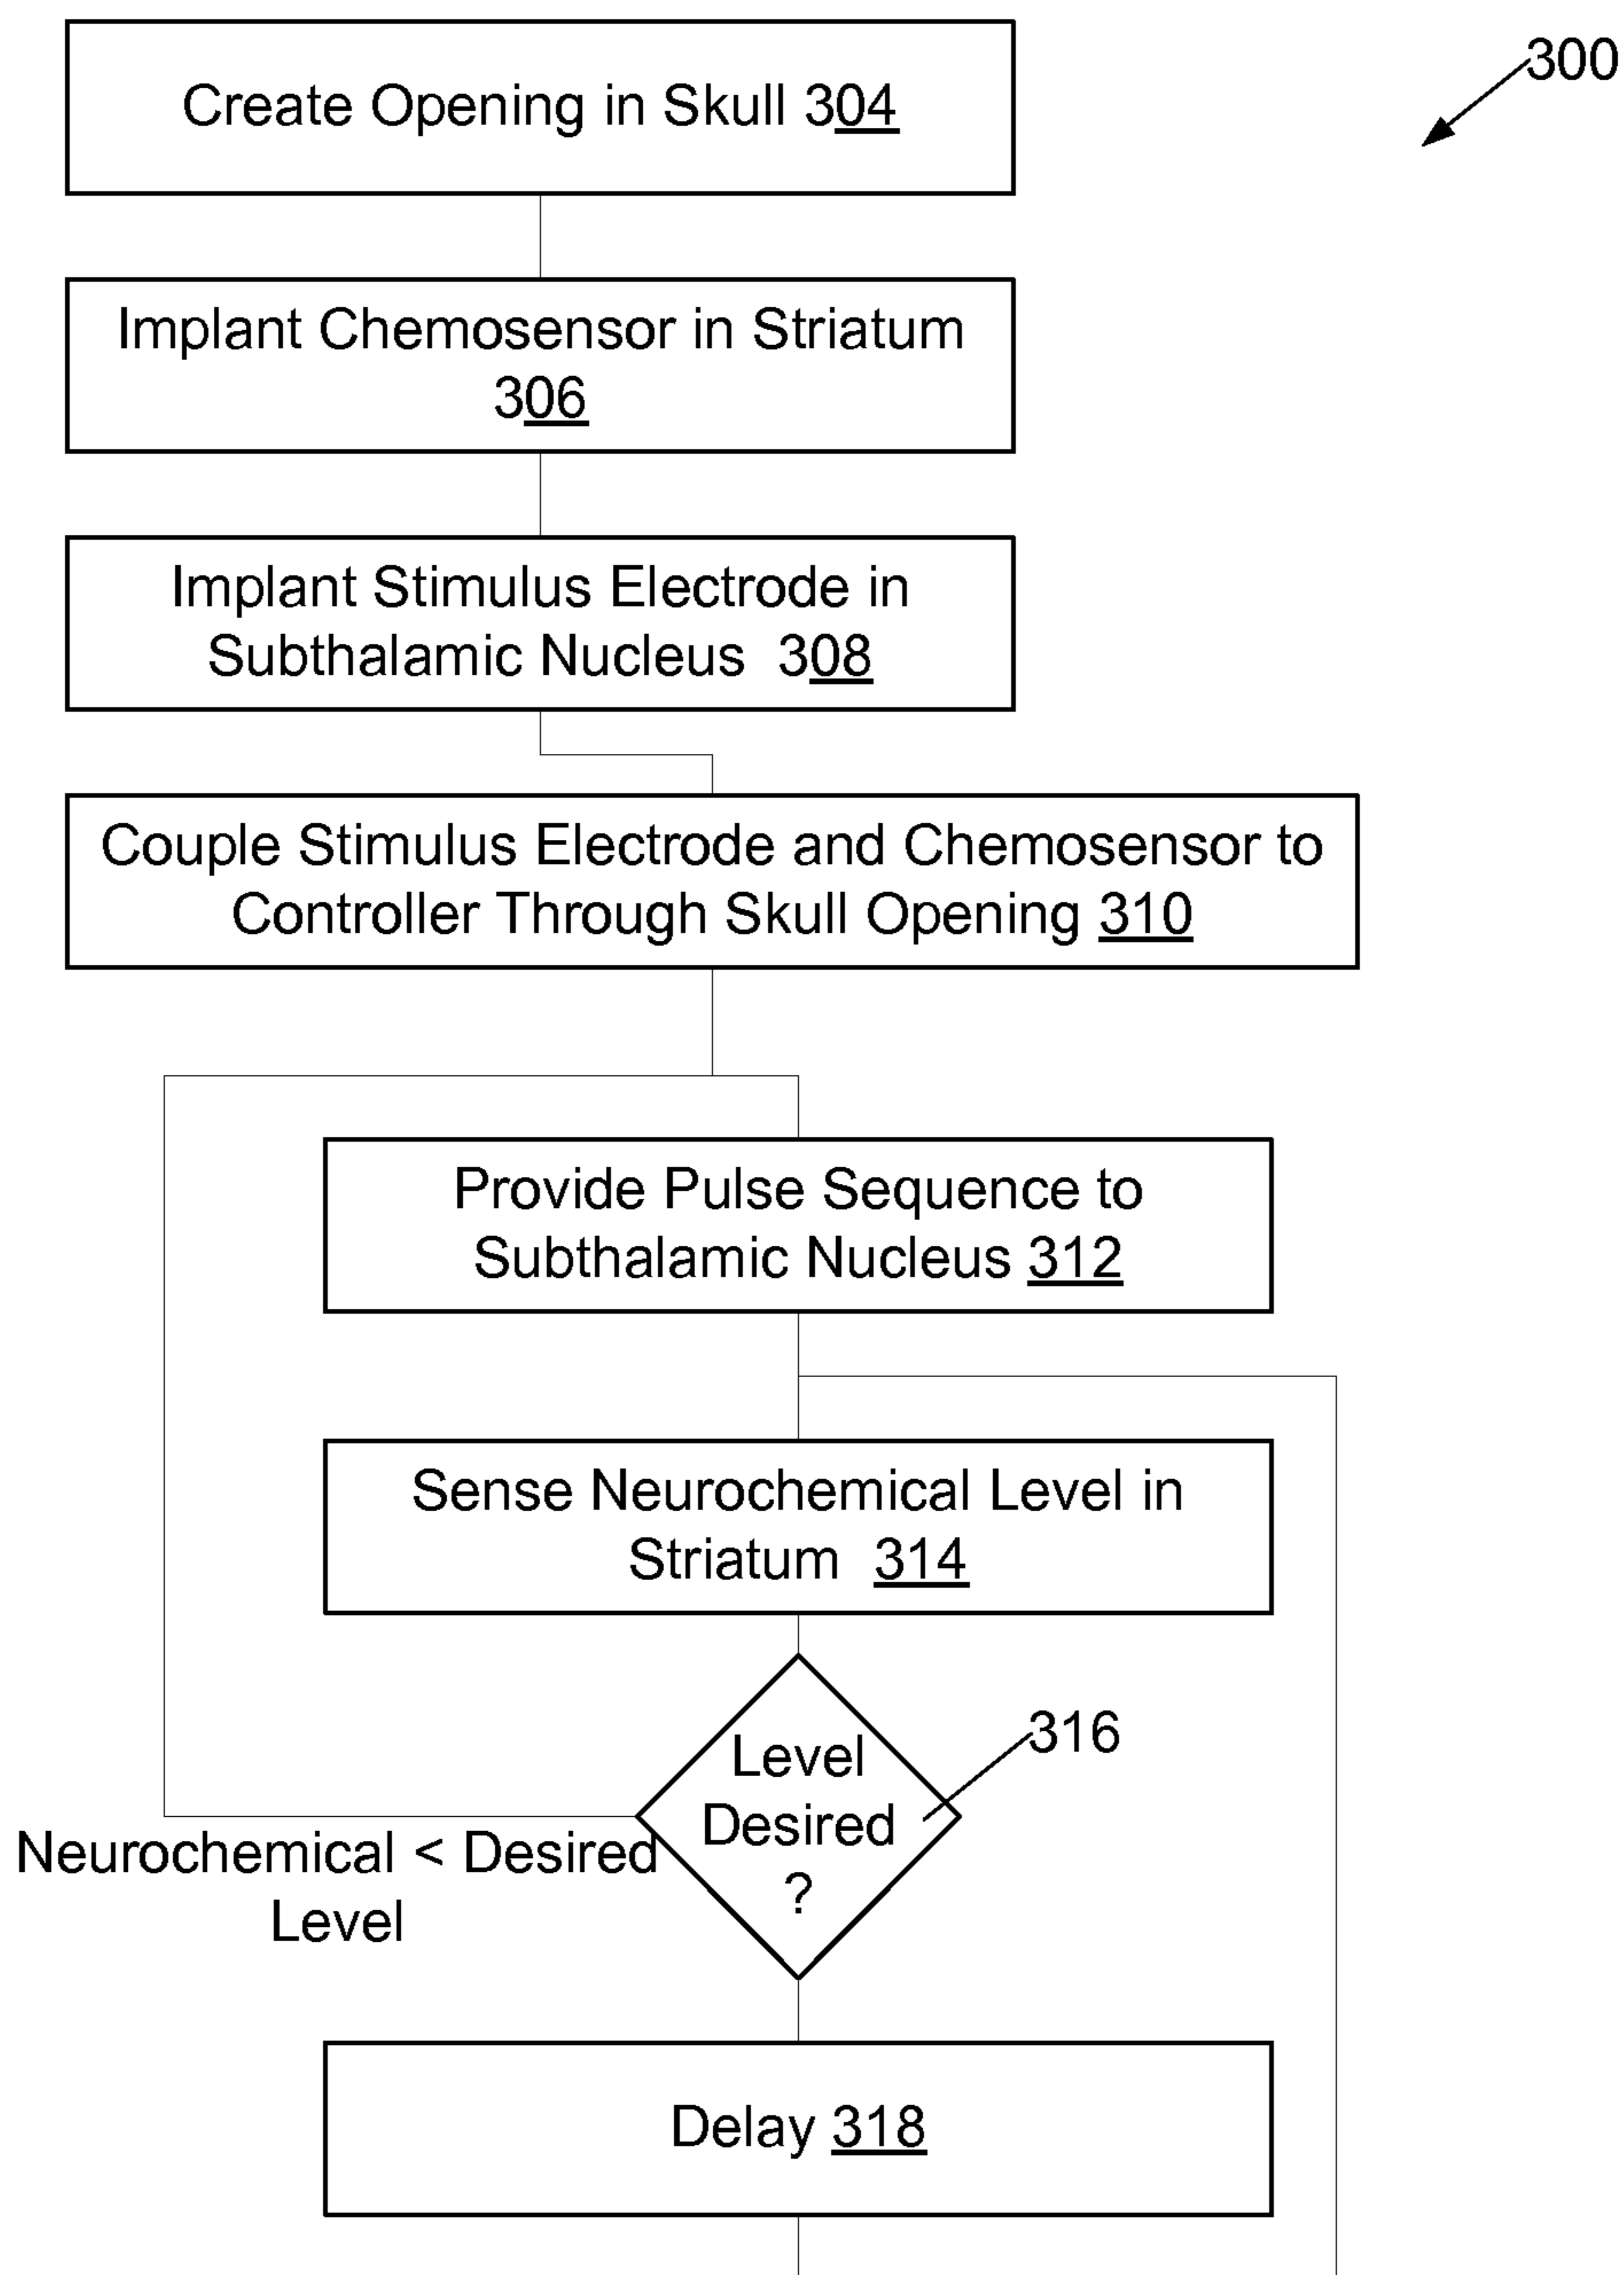 300
Create Opening in Skull 304
Implant Chemosensor in Striatum
306
Implant Stimulus Electrode in
Subthalamic Nucleus 308
Couple Stimulus Electrode and Chemosensor to
Controller Through Skull Opening 310
Provide Pulse Sequence to
Subthalamic Nucleus 312
Sense Neurochemical Level in
Striatum 314
316
Level
Desired
?
Neurochemical < Desired
Level
Delay 318